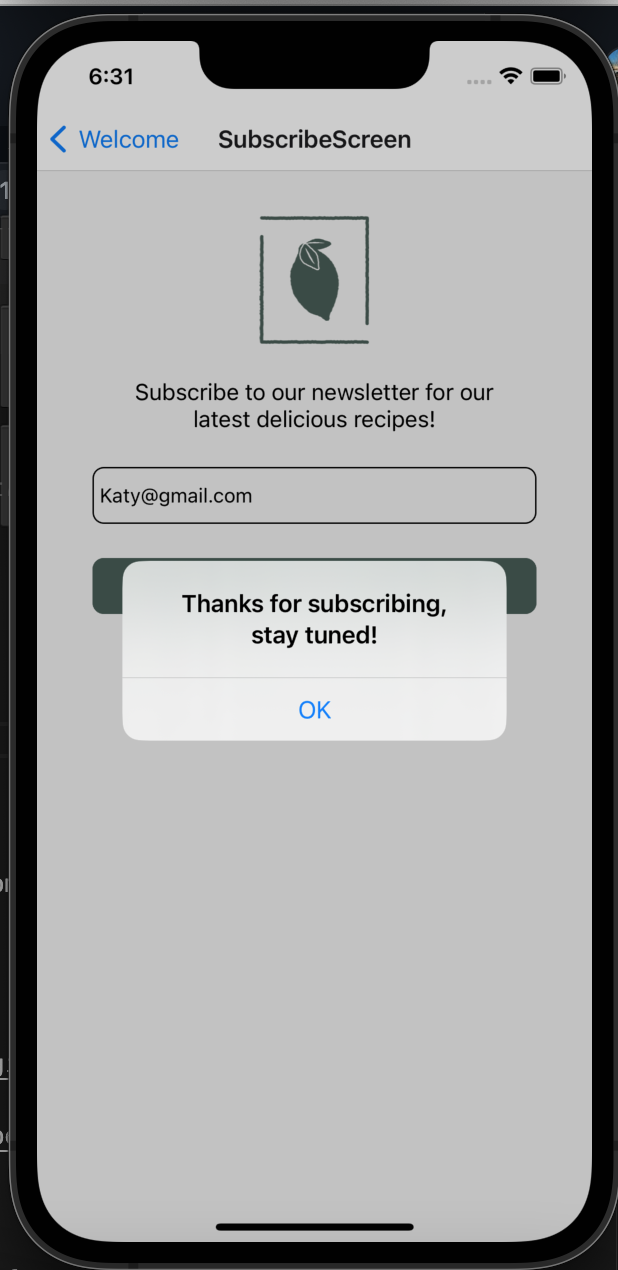 6:31
Welcome
SubscribeScreen
Subscribe to our newsletter for our
latest delicious recipes!
Katy@gmail.com
Thanks for subscribing,
stay tuned!
OK